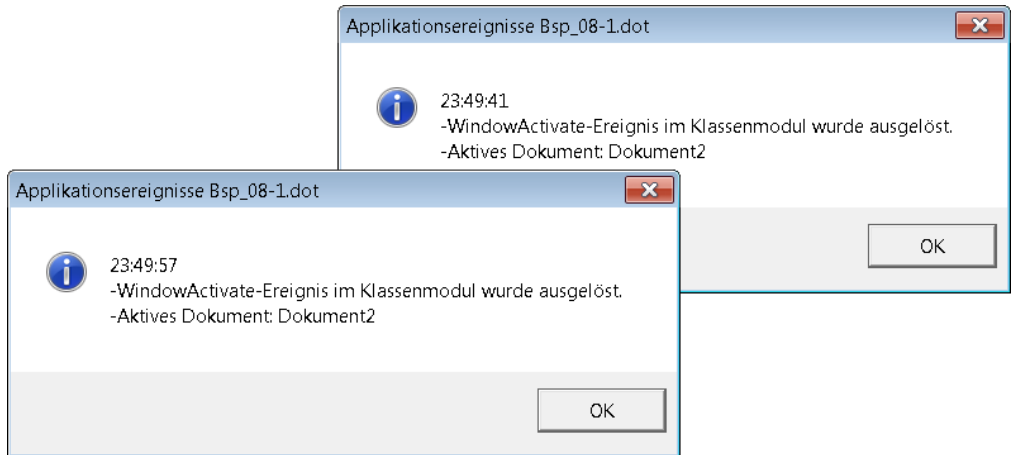 Applikationsereignisse Bsp_08-1.dot
23:49:41
-WindowActivate-Ereignis im Klassenmodul wurde ausgelöst.
-Aktives Dokument: Dokument2
OK
Applikationsereignisse Bsp_08-1.dot
23:49:57
-WindowActivate-Ereignis im Klassenmodul wurde ausgelöst.
-Aktives Dokument: Dokument2
OK